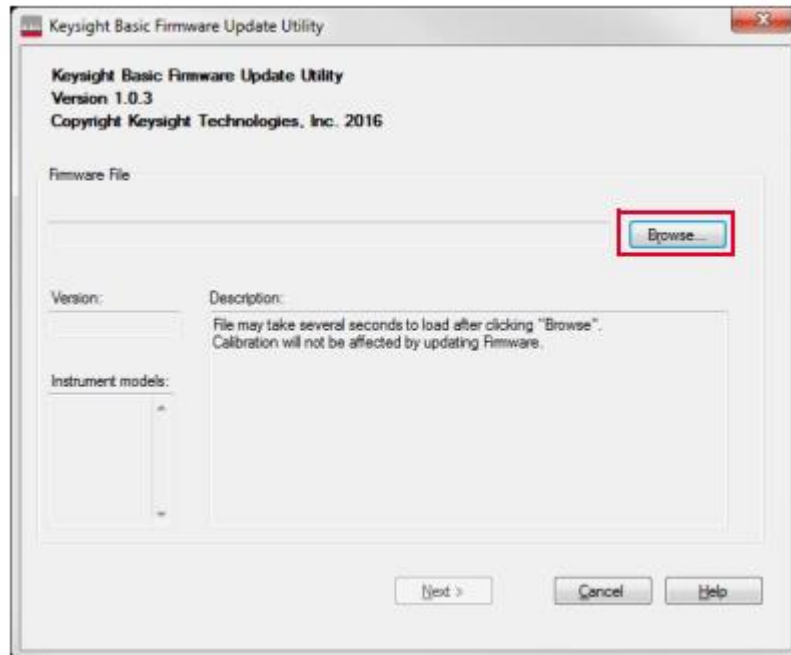 Keysight Basic Firmware Update Utility
Keysight Basic Firmware Update Utility
Version 1.0.3
Copyright Keysight Technologies, Inc. 2016
Firmware File
Browse...
Version:
Description:
File may take several seconds to load after clicking "Browse".
Calibration will not be affected by updating Firmware.
Instrument models:
Next >
Cancel
Help